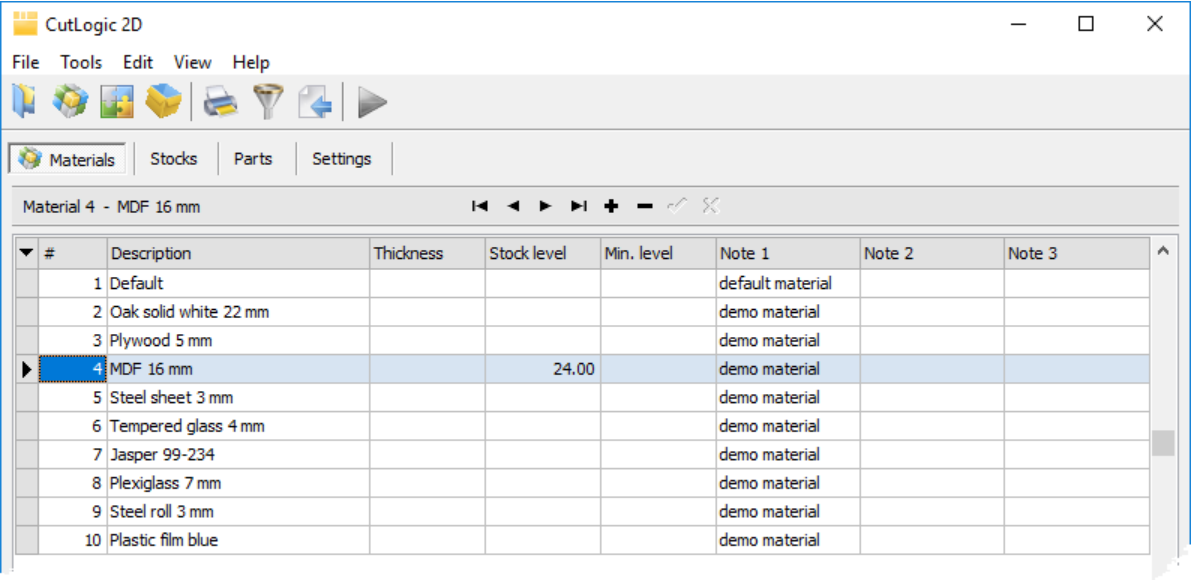 CutLogic 2D
File Tools Edit View Help
Materials Stocks Parts Settings
Material 4 - MDF 16 mm
# Description Thickness Stock level Min. level Note 1 Note 2 Note 3
1 Default default material
2 Oak solid white 22 mm demo material
3 Plywood 5 mm demo material
4 MDF 16 mm 24.00 demo material
5 Steel sheet 3 mm demo material
6 Tempered glass 4 mm demo material
7 Jasper 99-234 demo material
8 Plexiglass 7 mm demo material
9 Steel roll 3 mm demo material
10 Plastic film blue demo material